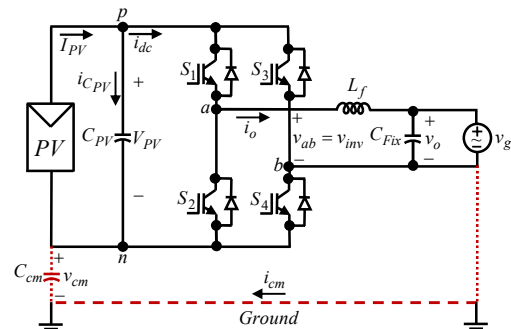 p
I_PV
i_dc
i_C_PV
+
S_1
S_3
L_f
a
i_o
+
+
PV
C_PV
V_PV
v_ab = v_inv
C_Fix
v_o
+
~
−
v_g
−
b
−
−
S_2
S_4
n
+
C_cm
v_cm
−
i_cm
Ground